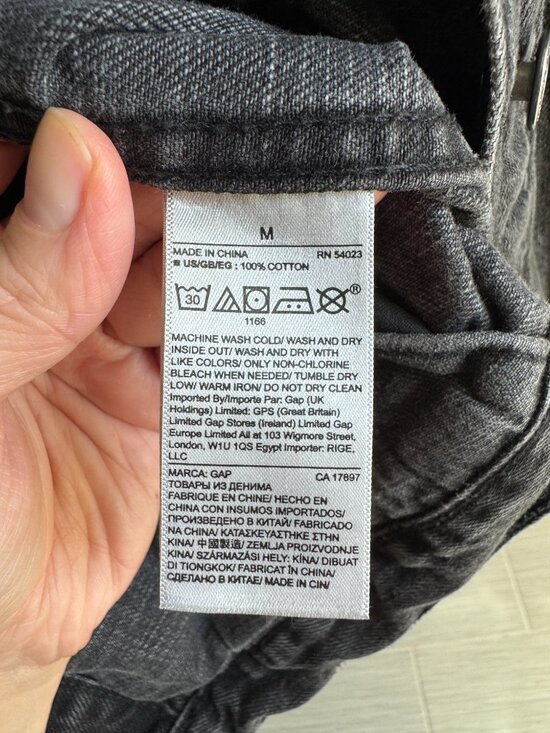 M
MADE IN CHINA RN 54023
■ US/GB/EG : 100% COTTON
30 ®
1166
MACHINE WASH COLD/ WASH AND DRY
INSIDE OUT/ WASH AND DRY WITH
LIKE COLORS/ ONLY NON-CHLORINE
BLEACH WHEN NEEDED/ TUMBLE DRY
LOW/ WARM IRON/ DO NOT DRY CLEAN
Imported By/Importe Par: Gap (UK
Holdings) Limited: GPS (Great Britain)
Limited Gap Stores (Ireland) Limited Gap
Europe Limited All at 103 Wigmore Street,
London, W1U 1QS Egypt Importer: RIGE,
LLC
MARCA: GAP CA 17897
ТОВАРЫ ИЗ ДЕНИМА
FABRIQUE EN CHINE/ HECHO EN
CHINA CON INSUMOS IMPORTADOS/
ПРОИЗВЕДЕНО В КИТАЙ/ FABRICADO
NA CHINA/ ΚΑΤΑΣΚΕΥΑΣΤΗΚΕ ΣΤΗΝ
ΚΙΝΑ/ 中國製造/ ZEMLJA PROIZVODNJE
KINA/ SZÁRMAZÁSI HELY: KÍNA/ DIBUAT
DI TIONGKOK/ FABRICAT ÎN CHINA/
СДЕЛАНО В КИТАЕ/ MADE IN CIN/